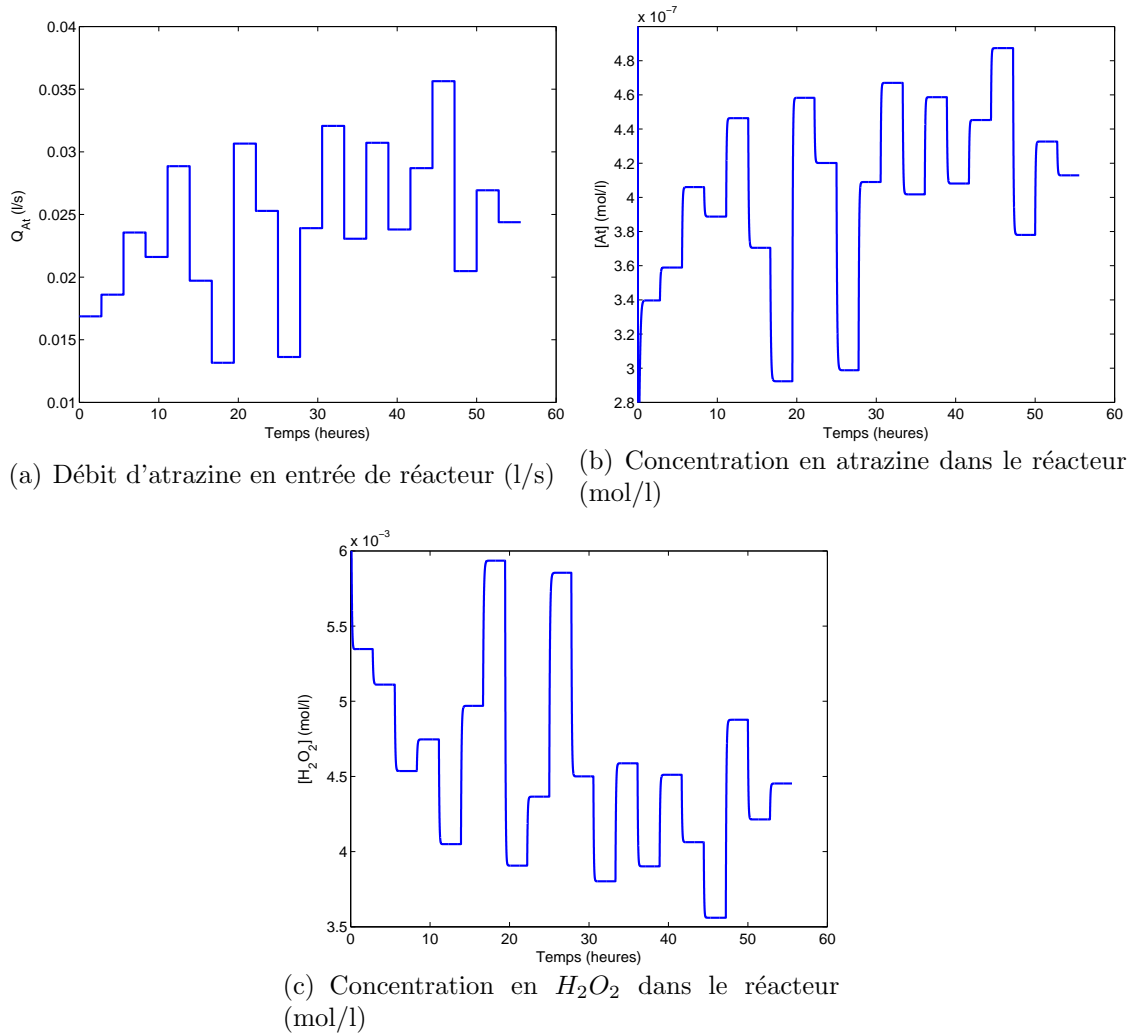 0.04
0.035
0.03
0.025
0.02
0.015
0.01
Q_At (l/s)
0 10 20 30 40 50 60
Temps (heures)
(a) Débit d'atrazine en entrée de réacteur (l/s)
x 10⁻⁷
4.8
4.6
4.4
4.2
4
3.8
3.6
3.4
3.2
3
2.8
[At] (mol/l)
0 10 20 30 40 50 60
Temps (heures)
(b) Concentration en atrazine dans le réacteur
(mol/l)
x 10⁻³
6
5.5
5
4.5
4
3.5
[H₂O₂] (mol/l)
0 10 20 30 40 50 60
Temps (heures)
(c) Concentration en H₂O₂ dans le réacteur
(mol/l)